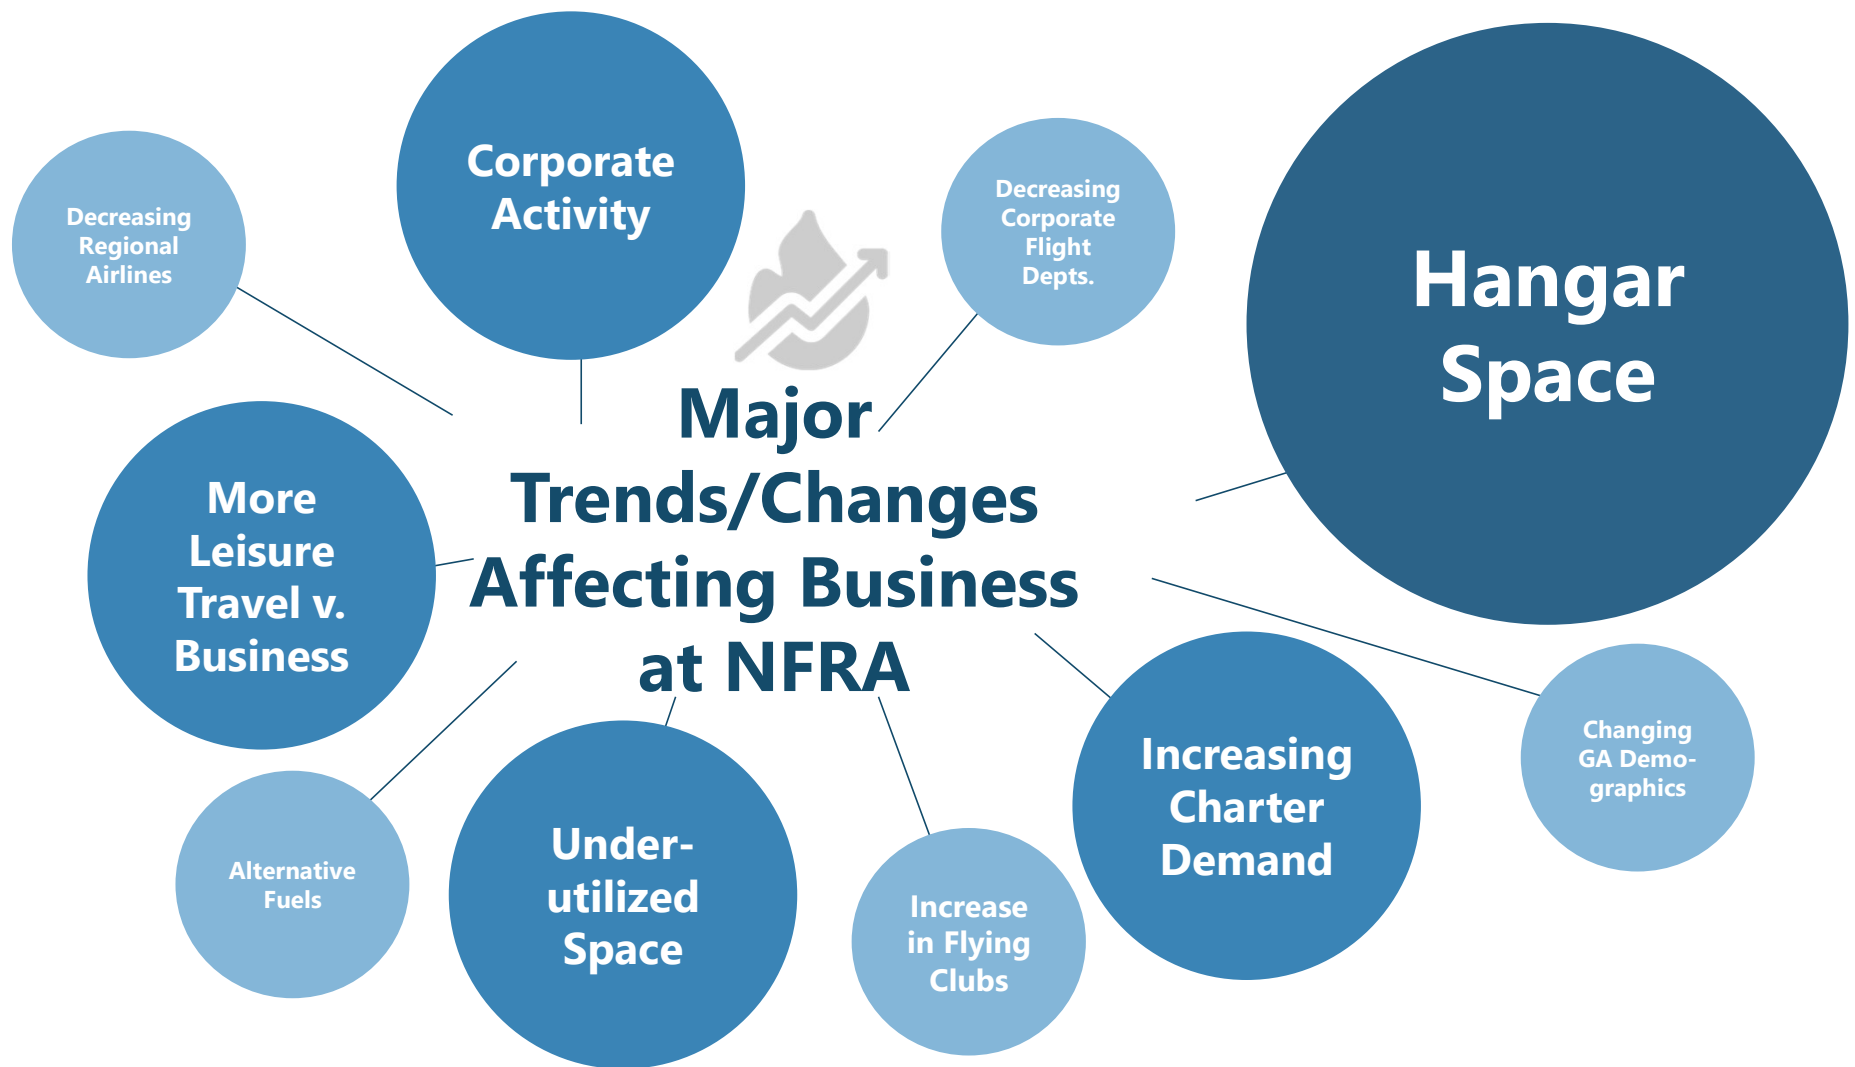 Major
Trends/Changes
Affecting Business
at NFRA
Decreasing
Regional
Airlines
Corporate
Activity
Decreasing
Corporate
Flight
Depts.
Hangar
Space
More
Leisure
Travel v.
Business
Alternative
Fuels
Under-
utilized
Space
Increase
in Flying
Clubs
Increasing
Charter
Demand
Changing
GA Demo-
graphics